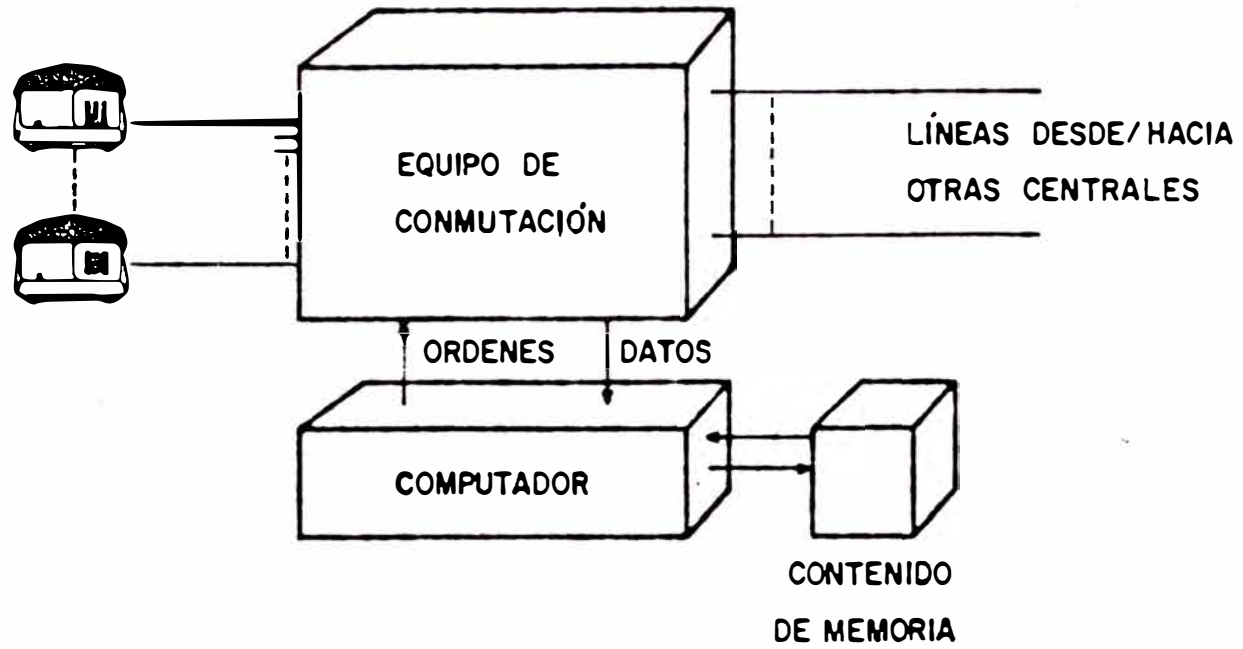 EQUIPO DE
CONMUTACIÓN
LÍNEAS DESDE/HACIA
OTRAS CENTRALES
ORDENES
DATOS
COMPUTADOR
CONTENIDO
DE MEMORIA